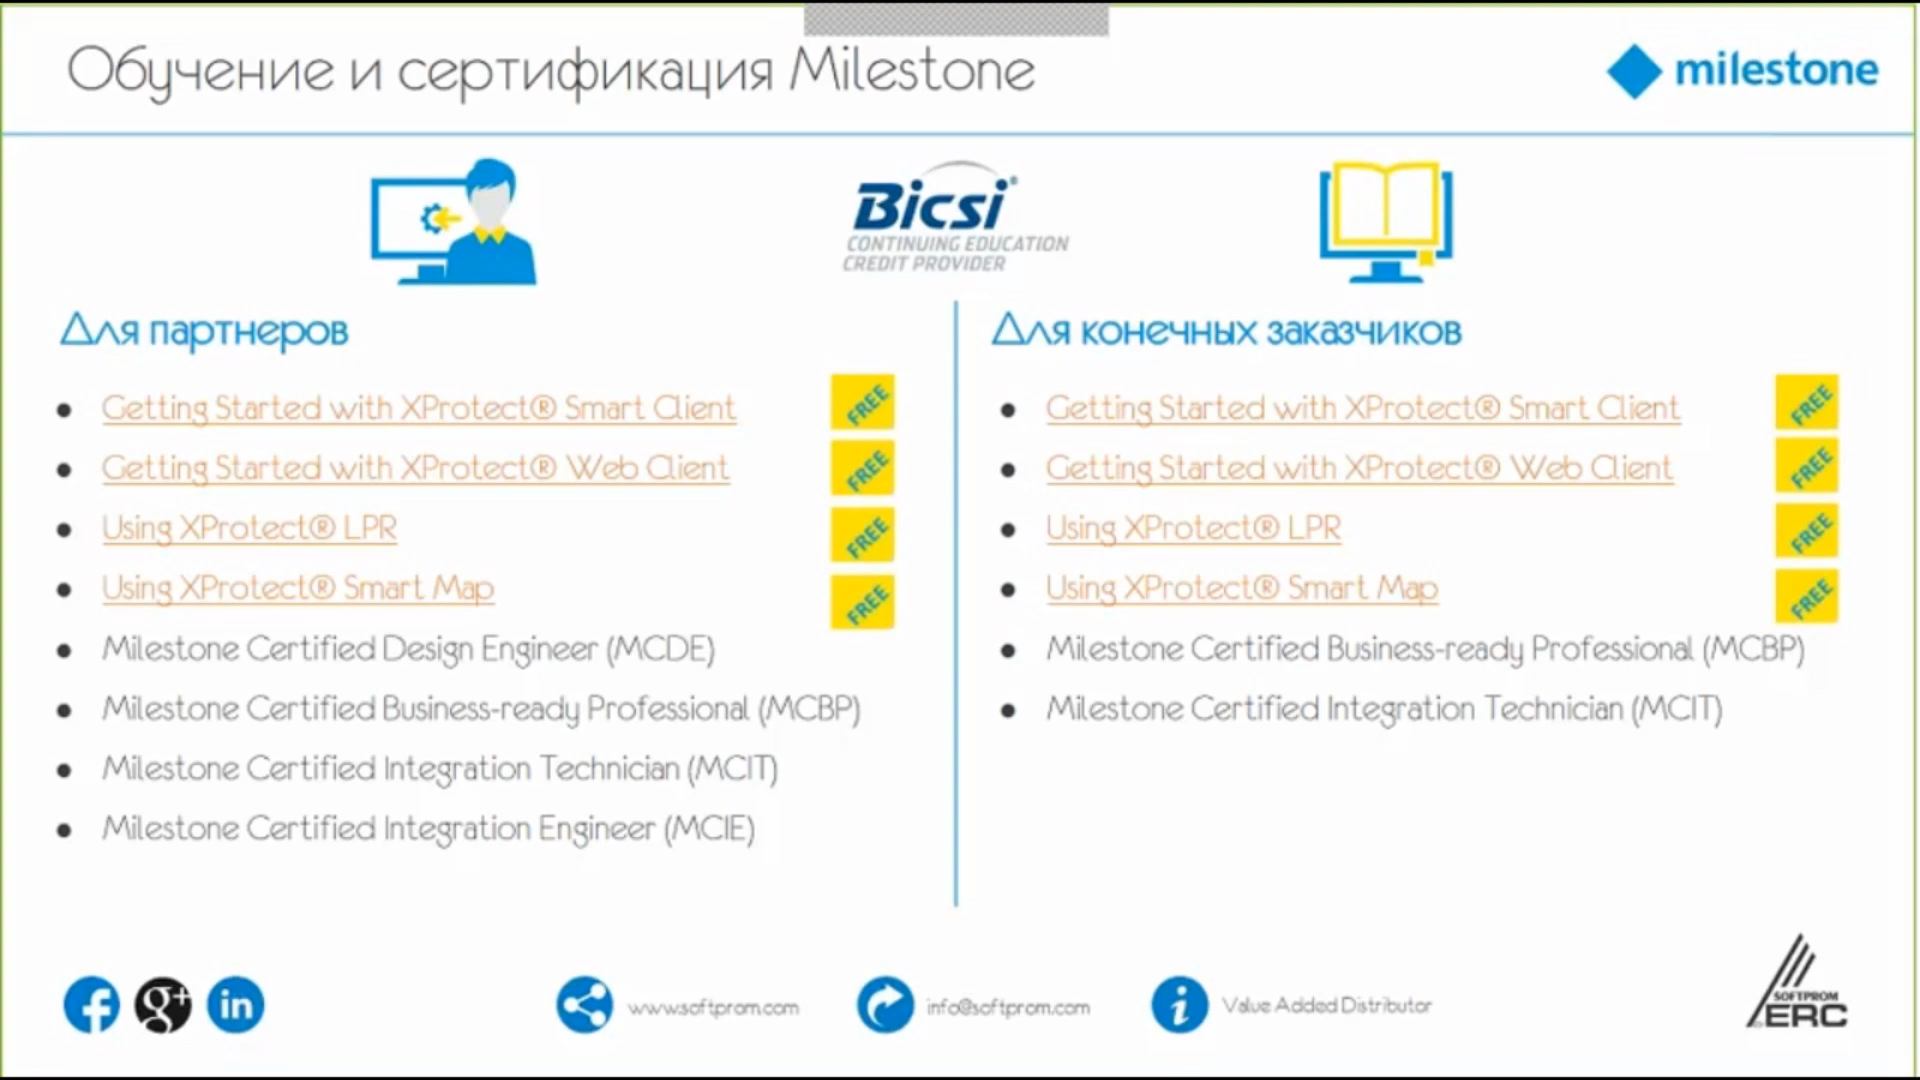 Обучение и сертификация Milestone
milestone
Bicsi®
CONTINUING EDUCATION
CREDIT PROVIDER
Для партнеров
Getting Started with XProtect® Smart Client FREE
Getting Started with XProtect® Web Client FREE
Using XProtect® LPR FREE
Using XProtect® Smart Map FREE
Milestone Certified Design Engineer (MCDE)
Milestone Certified Business-ready Professional (MCBP)
Milestone Certified Integration Technician (MCIT)
Milestone Certified Integration Engineer (MCIE)
Для конечных заказчиков
Getting Started with XProtect® Smart Client FREE
Getting Started with XProtect® Web Client FREE
Using XProtect® LPR FREE
Using XProtect® Smart Map FREE
Milestone Certified Business-ready Professional (MCBP)
Milestone Certified Integration Technician (MCIT)
www.softprom.com
info@softprom.com
Value Added Distributor
SOFTPROM
ERC